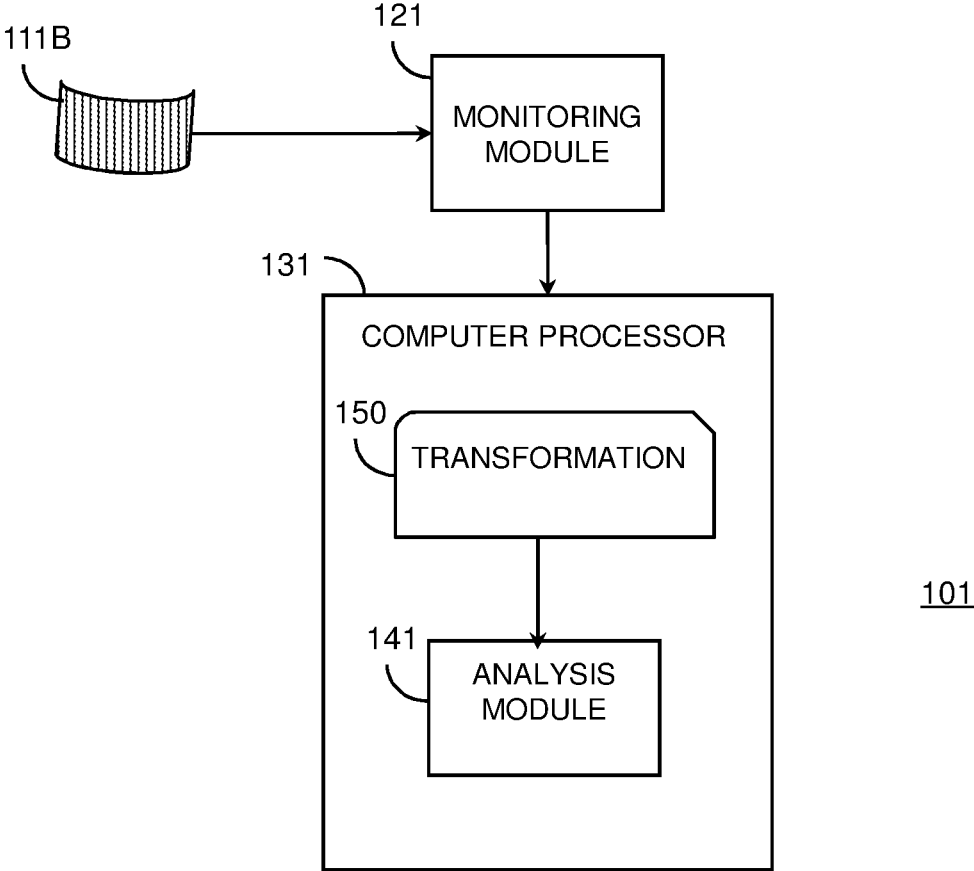 121
111B
MONITORING
MODULE
131
COMPUTER PROCESSOR
150
TRANSFORMATION
101
141
ANALYSIS
MODULE